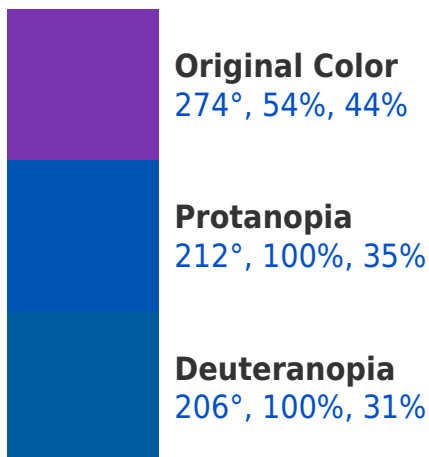 Original Color
274°, 54%, 44%
Protanopia
212°, 100%, 35%
Deuteranopia
206°, 100%, 31%